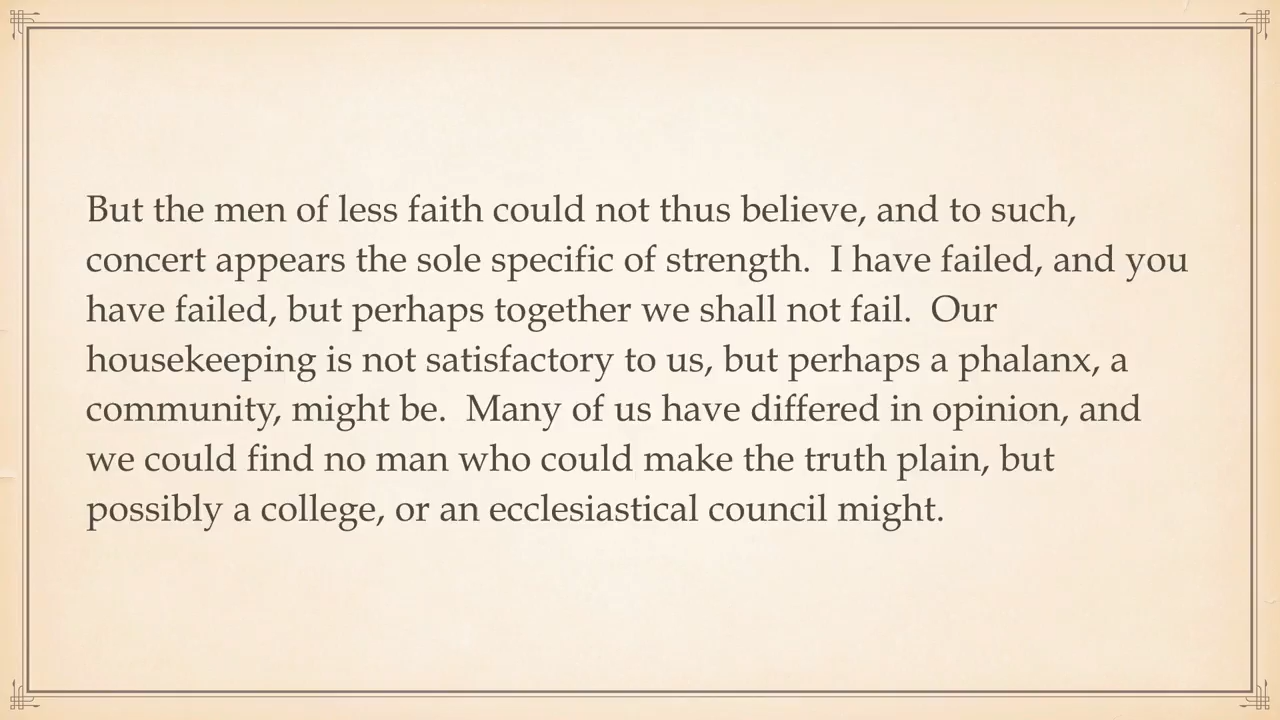 But the men of less faith could not thus believe, and to such,
concert appears the sole specific of strength.  I have failed, and you
have failed, but perhaps together we shall not fail.  Our
housekeeping is not satisfactory to us, but perhaps a phalanx, a
community, might be.  Many of us have differed in opinion, and
we could find no man who could make the truth plain, but
possibly a college, or an ecclesiastical council might.